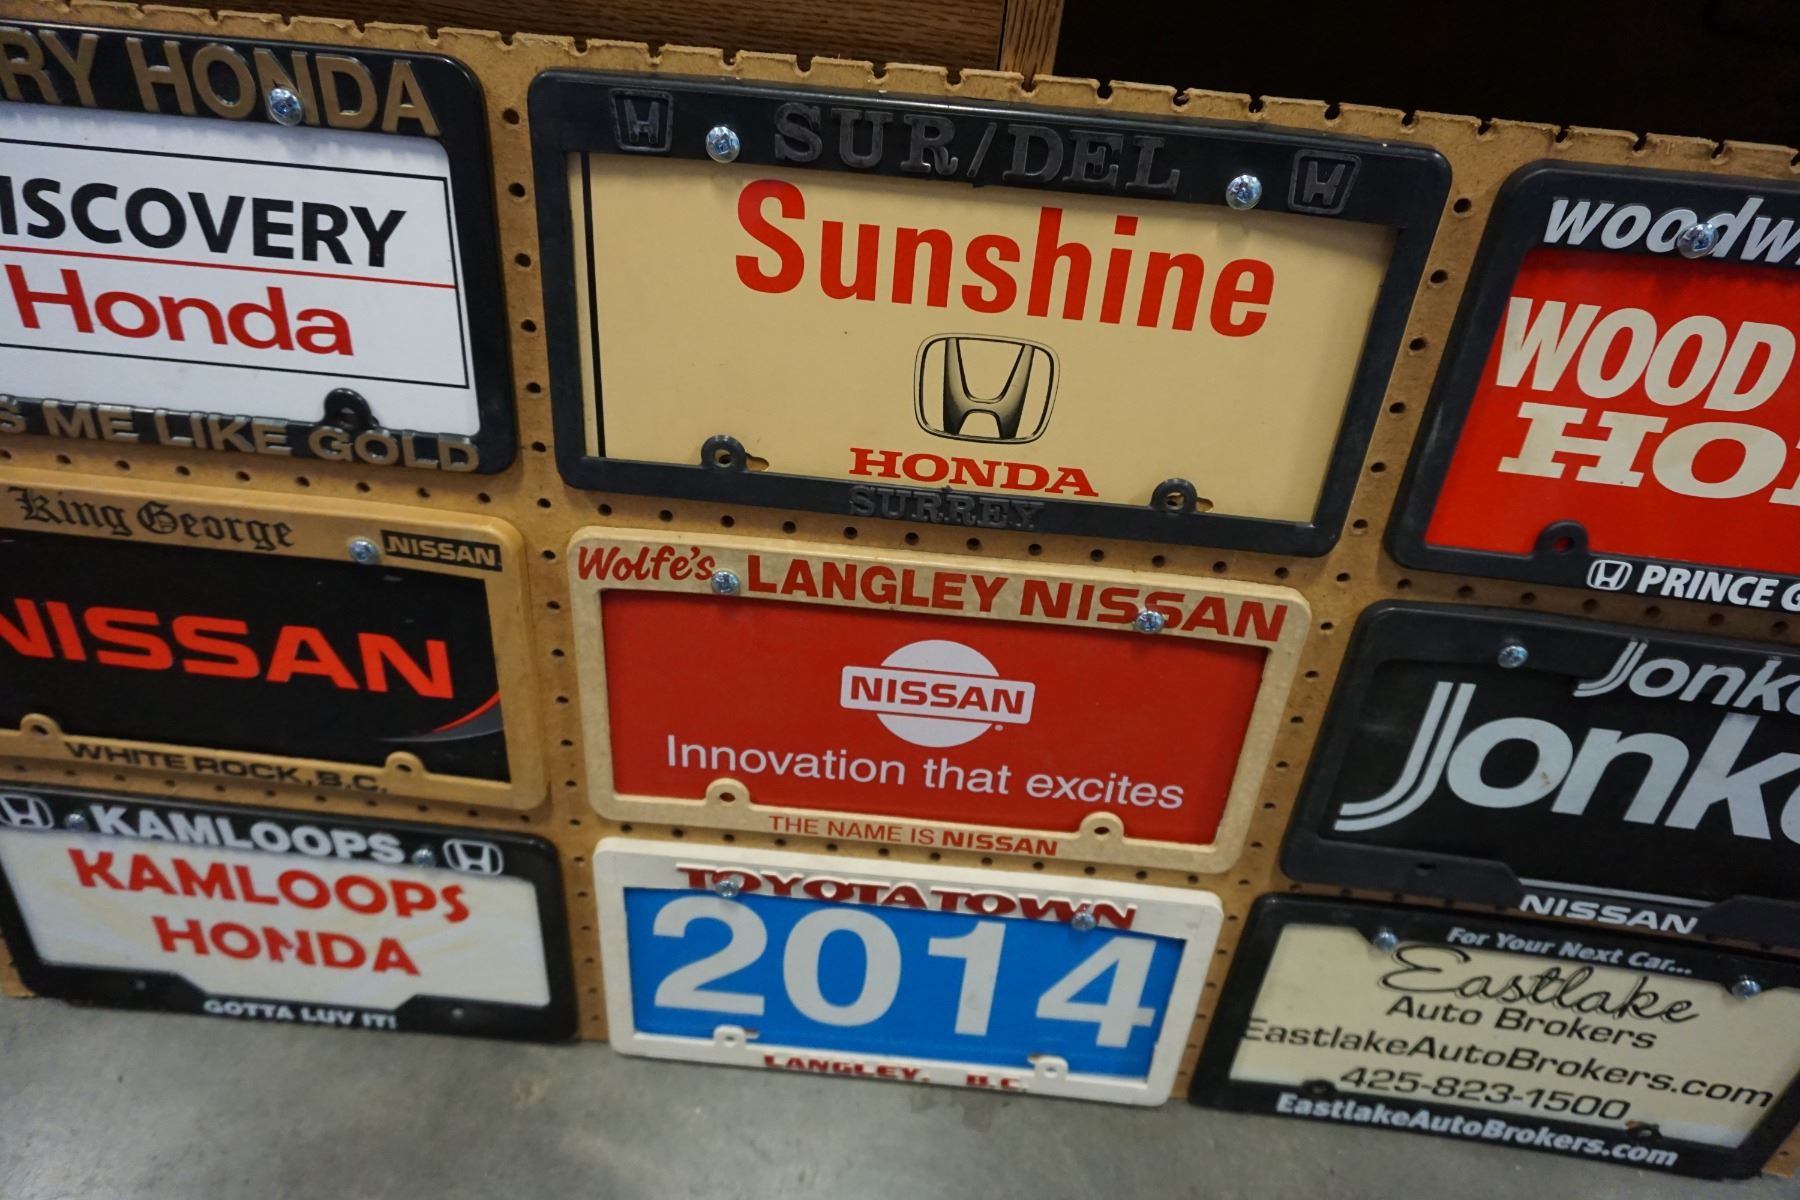 RY HONDA
ISCOVERY
Honda
S ME LIKE GOLD
SUR/DEL
Sunshine
HONDA
SURREY
WOOD
HO
PRINCE G
King George NISSAN
NISSAN
WHITE ROCK, B.C.
Wolfe's LANGLEY NISSAN
NISSAN
Innovation that excites
THE NAME IS NISSAN
Jonk
Jonk
NISSAN
KAMLOOPS
KAMLOOPS
HONDA
GOTTA LUV IT!
TOYOTATOWN
2014
LANGLEY, B.C.
For Your Next Car...
Eastlake
Auto Brokers
EastlakeAutoBrokers.com
425-823-1500
EastlakeAutoBrokers.com